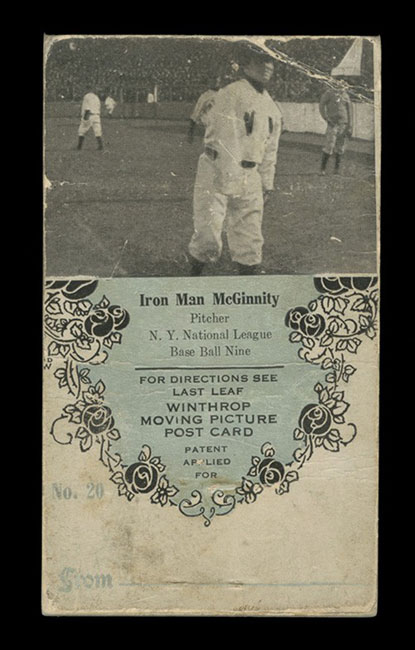 Iron Man McGinnity
Pitcher
N. Y. National League
Base Ball Nine
FOR DIRECTIONS SEE
LAST LEAF
WINTHROP
MOVING PICTURE
POST CARD
PATENT
APPLIED
FOR
No. 20
From